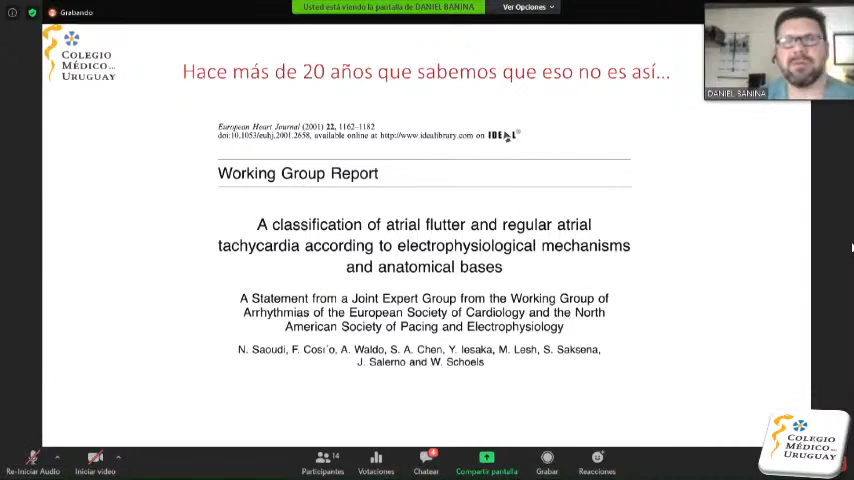 Grabando
Usted está viendo la pantalla de DANIEL BANINA
Ver Opciones
COLEGIO
MÉDICO DEL
URUGUAY
Hace más de 20 años que sabemos que eso no es así...
DANIEL BANINA
European Heart Journal (2001) 22, 1162–1182
doi:10.1053/euhj.2001.2658, available online at http://www.idealibrary.com on IDEAL®
Working Group Report
A classification of atrial flutter and regular atrial
tachycardia according to electrophysiological mechanisms
and anatomical bases
A Statement from a Joint Expert Group from the Working Group of
Arrhythmias of the European Society of Cardiology and the North
American Society of Pacing and Electrophysiology
N. Saoudi, F. Cosı´o, A. Waldo, S. A. Chen, Y. Iesaka, M. Lesh, S. Saksena,
J. Salerno and W. Schoels
COLEGIO
MÉDICO DEL
URUGUAY
14
4
Re-Iniciar Audio
Iniciar video
Participantes
Votaciones
Chatear
Compartir pantalla
Grabar
Reacciones